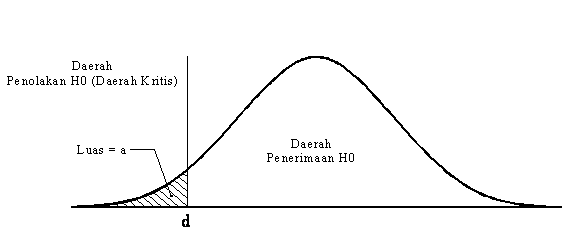 Daerah
Penolakan H0 (Daerah Kritis)
Luas = a
Daerah
Penerimaan H0
d